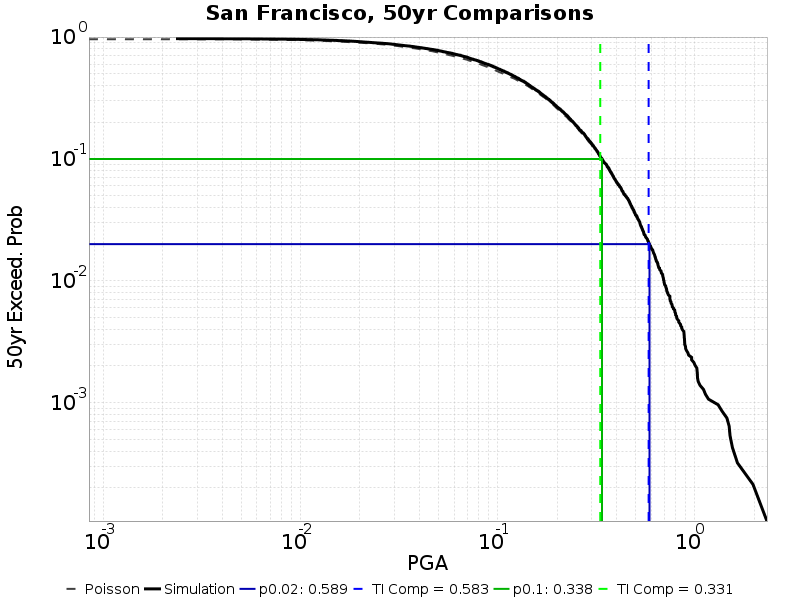 San Francisco, 50yr Comparisons
10^0
10^-1
10^-2
10^-3
50yr Exceed. Prob
10^-3 10^-2 10^-1 10^0
PGA
Poisson Simulation p0.02: 0.589 TI Comp = 0.583 p0.1: 0.338 TI Comp = 0.331